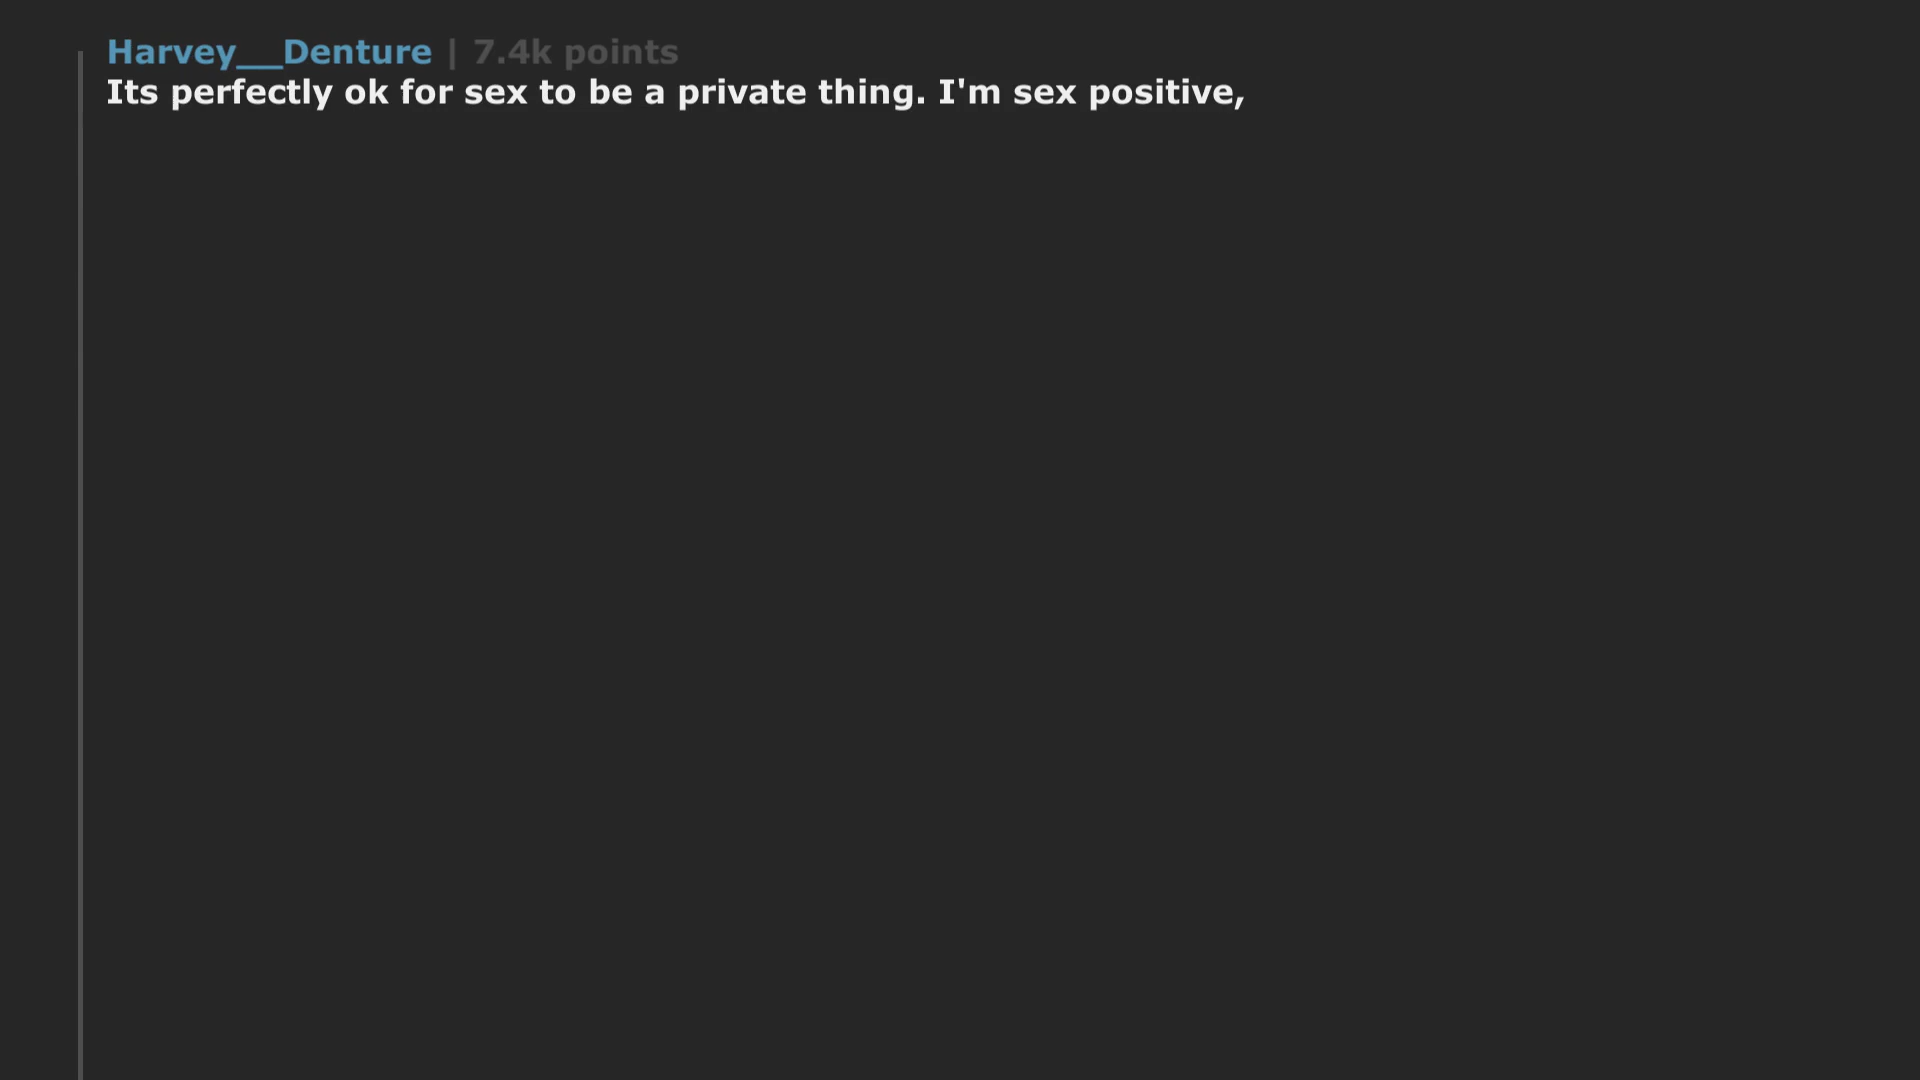 Harvey__Denture | 7.4k points
Its perfectly ok for sex to be a private thing. I'm sex positive,